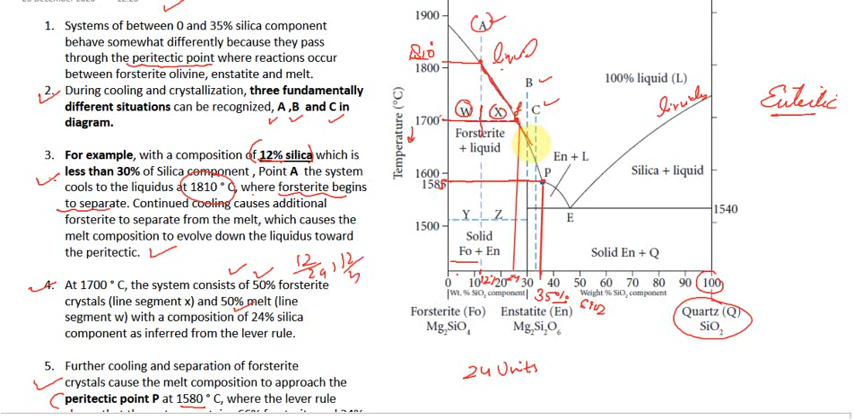 1. Systems of between 0 and 35% silica component
behave somewhat differently because they pass
through the peritectic point where reactions occur
between forsterite olivine, enstatite and melt.
2. During cooling and crystallization, three fundamentally
different situations can be recognized, A ,B and C in
diagram.
3. For example, with a composition of 12% silica which is
less than 30% of Silica component , Point A the system
cools to the liquidus at 1810 ° C, where forsterite begins
to separate. Continued cooling causes additional
forsterite to separate from the melt, which causes the
melt composition to evolve down the liquidus toward
the peritectic.
12/24, 12/
4. At 1700 ° C, the system consists of 50% forsterite
crystals (line segment x) and 50% melt (line
segment w) with a composition of 24% silica
component as inferred from the lever rule.
5. Further cooling and separation of forsterite
crystals cause the melt composition to approach the
peritectic point P at 1580 ° C, where the lever rule
Temperature (°C)
1900
1810
1800
1700
1600
1585
1500
A
liquid
B
C
100% liquid (L)
liquidus
Eutectic
W
X
Forsterite
+ liquid
En + L
P
Silica + liquid
Y
Z
E
1540
Solid
Fo + En
Solid En + Q
0
10
12%
20
24
30
40
50
60
70
80
90
100
[Wt. % SiO2 component]
35%
SiO2
Weight % SiO2 component
Forsterite (Fo)
Mg2SiO4
Enstatite (En)
Mg2Si2O6
Quartz (Q)
SiO2
24 Units